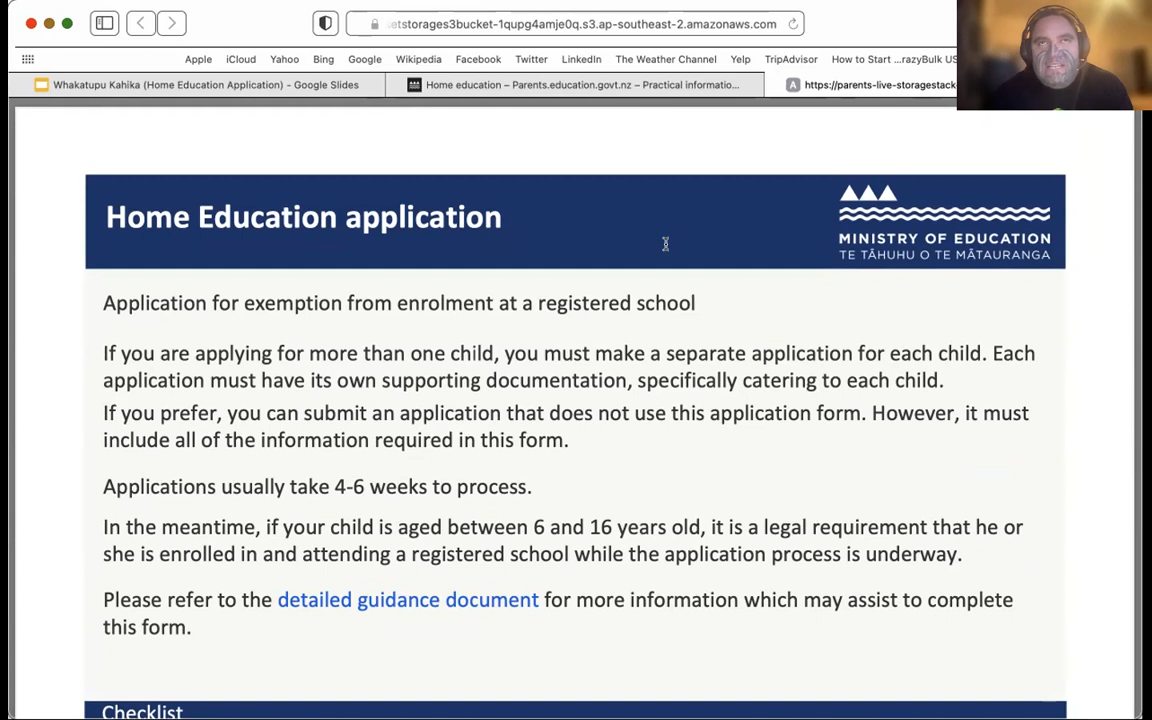 etstorages3bucket-1qupg4amje0q.s3.ap-southeast-2.amazonaws.com
Apple iCloud Yahoo Bing Google Wikipedia Facebook Twitter LinkedIn The Weather Channel Yelp TripAdvisor How to Start ...razyBulk US
Whakatupu Kahika (Home Education Application) - Google Slides
Home education – Parents.education.govt.nz – Practical informatio...
A https://parents-live-storagestack
Home Education application
MINISTRY OF EDUCATION
TE TĀHUHU O TE MĀTAURANGA
Application for exemption from enrolment at a registered school
If you are applying for more than one child, you must make a separate application for each child. Each
application must have its own supporting documentation, specifically catering to each child.
If you prefer, you can submit an application that does not use this application form. However, it must
include all of the information required in this form.
Applications usually take 4-6 weeks to process.
In the meantime, if your child is aged between 6 and 16 years old, it is a legal requirement that he or
she is enrolled in and attending a registered school while the application process is underway.
Please refer to the detailed guidance document for more information which may assist to complete
this form.
Checklist